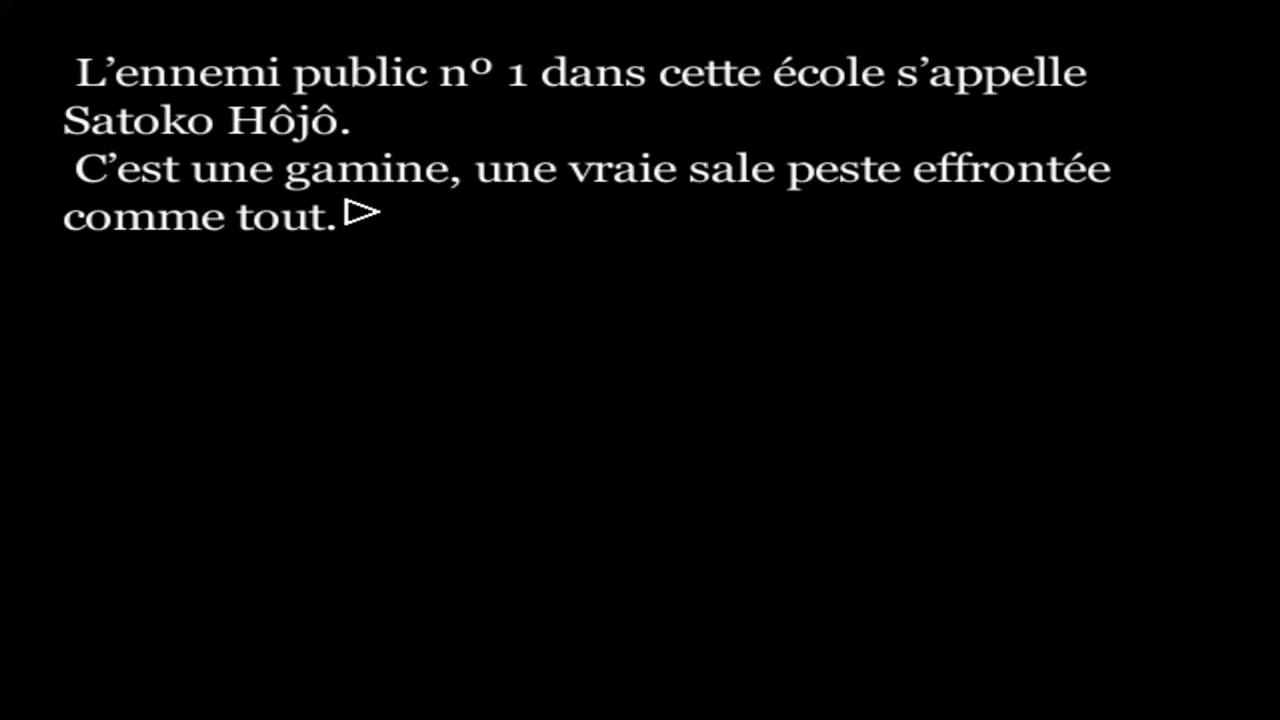 L’ennemi public nº 1 dans cette école s’appelle
Satoko Hôjô.
C’est une gamine, une vraie sale peste effrontée
comme tout.